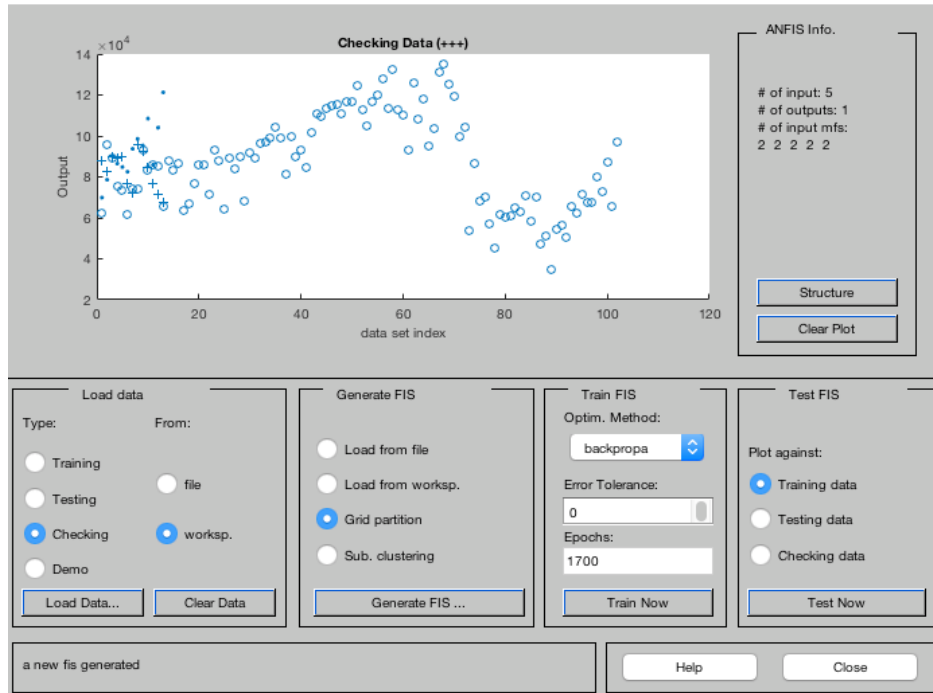 Checking Data (+++)
×10⁴
14
12
10
8
6
4
2
0
20
40
60
80
100
120
Output
data set index
ANFIS Info.
# of input: 5
# of outputs: 1
# of input mfs:
2 2 2 2 2
Structure
Clear Plot
Load data
Type:
From:
Training
Testing
Checking
Demo
file
worksp.
Load Data...
Clear Data
Generate FIS
Load from file
Load from worksp.
Grid partition
Sub. clustering
Generate FIS ...
Train FIS
Optim. Method:
backpropa
Error Tolerance:
0
Epochs:
1700
Train Now
Test FIS
Plot against:
Training data
Testing data
Checking data
Test Now
a new fis generated
Help
Close